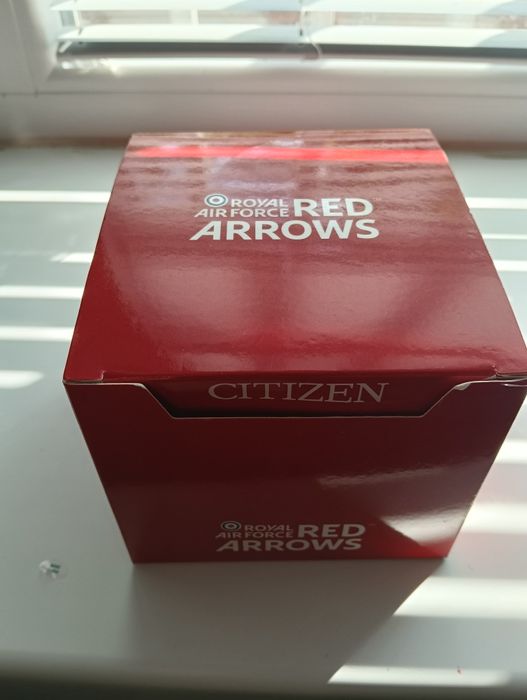 ROYAL
AIR FORCE RED
ARROWS
CITIZEN
ROYAL
AIR FORCE RED
ARROWS